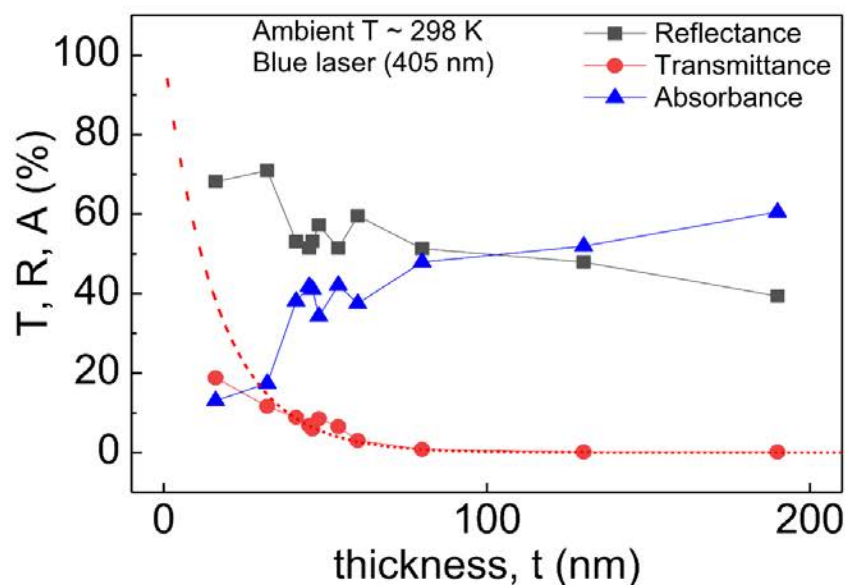 Ambient T ~ 298 K
Blue laser (405 nm)
Reflectance
Transmittance
Absorbance
T, R, A (%)
100
80
60
40
20
0
0
100
200
thickness, t (nm)